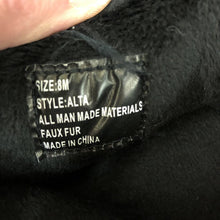 SIZE:8M
STYLE:ALTA
ALL MAN MADE MATERIALS
FAUX FUR
MADE IN CHINA